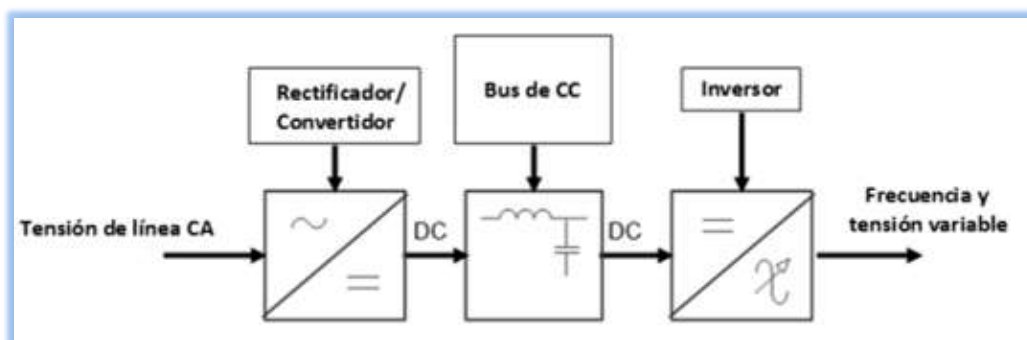 Rectificador/
Convertidor
Bus de CC
Inversor
Tensión de línea CA
DC
DC
Frecuencia y
tensión variable